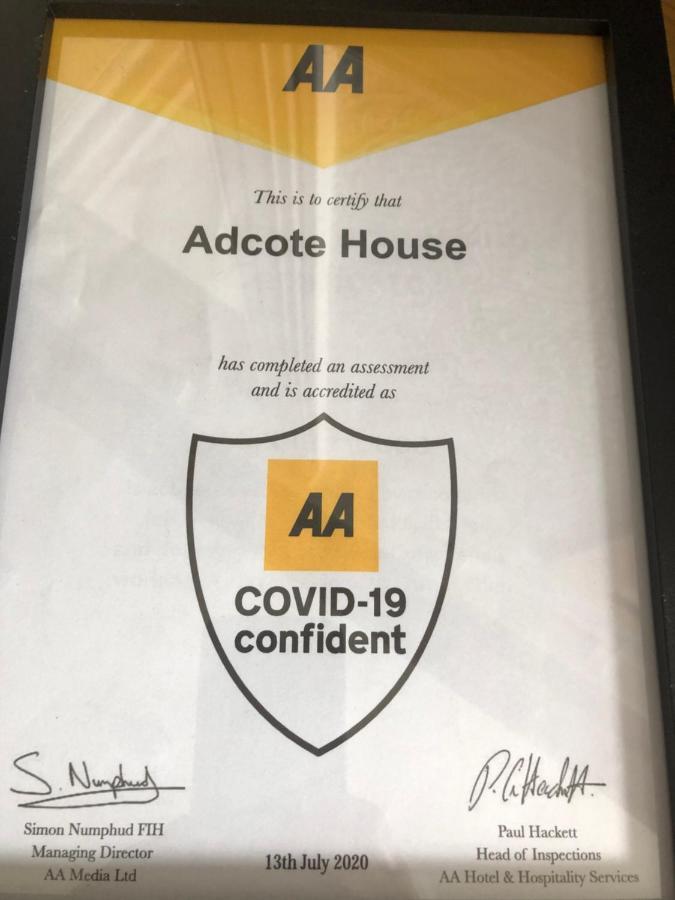 AA
This is to certify that
Adcote House
has completed an assessment
and is accredited as
AA
COVID-19
confident
S. Numphud
P. G. Hackett.
Simon Numphud FIH
Managing Director
AA Media Ltd
13th July 2020
Paul Hackett
Head of Inspections
AA Hotel & Hospitality Services